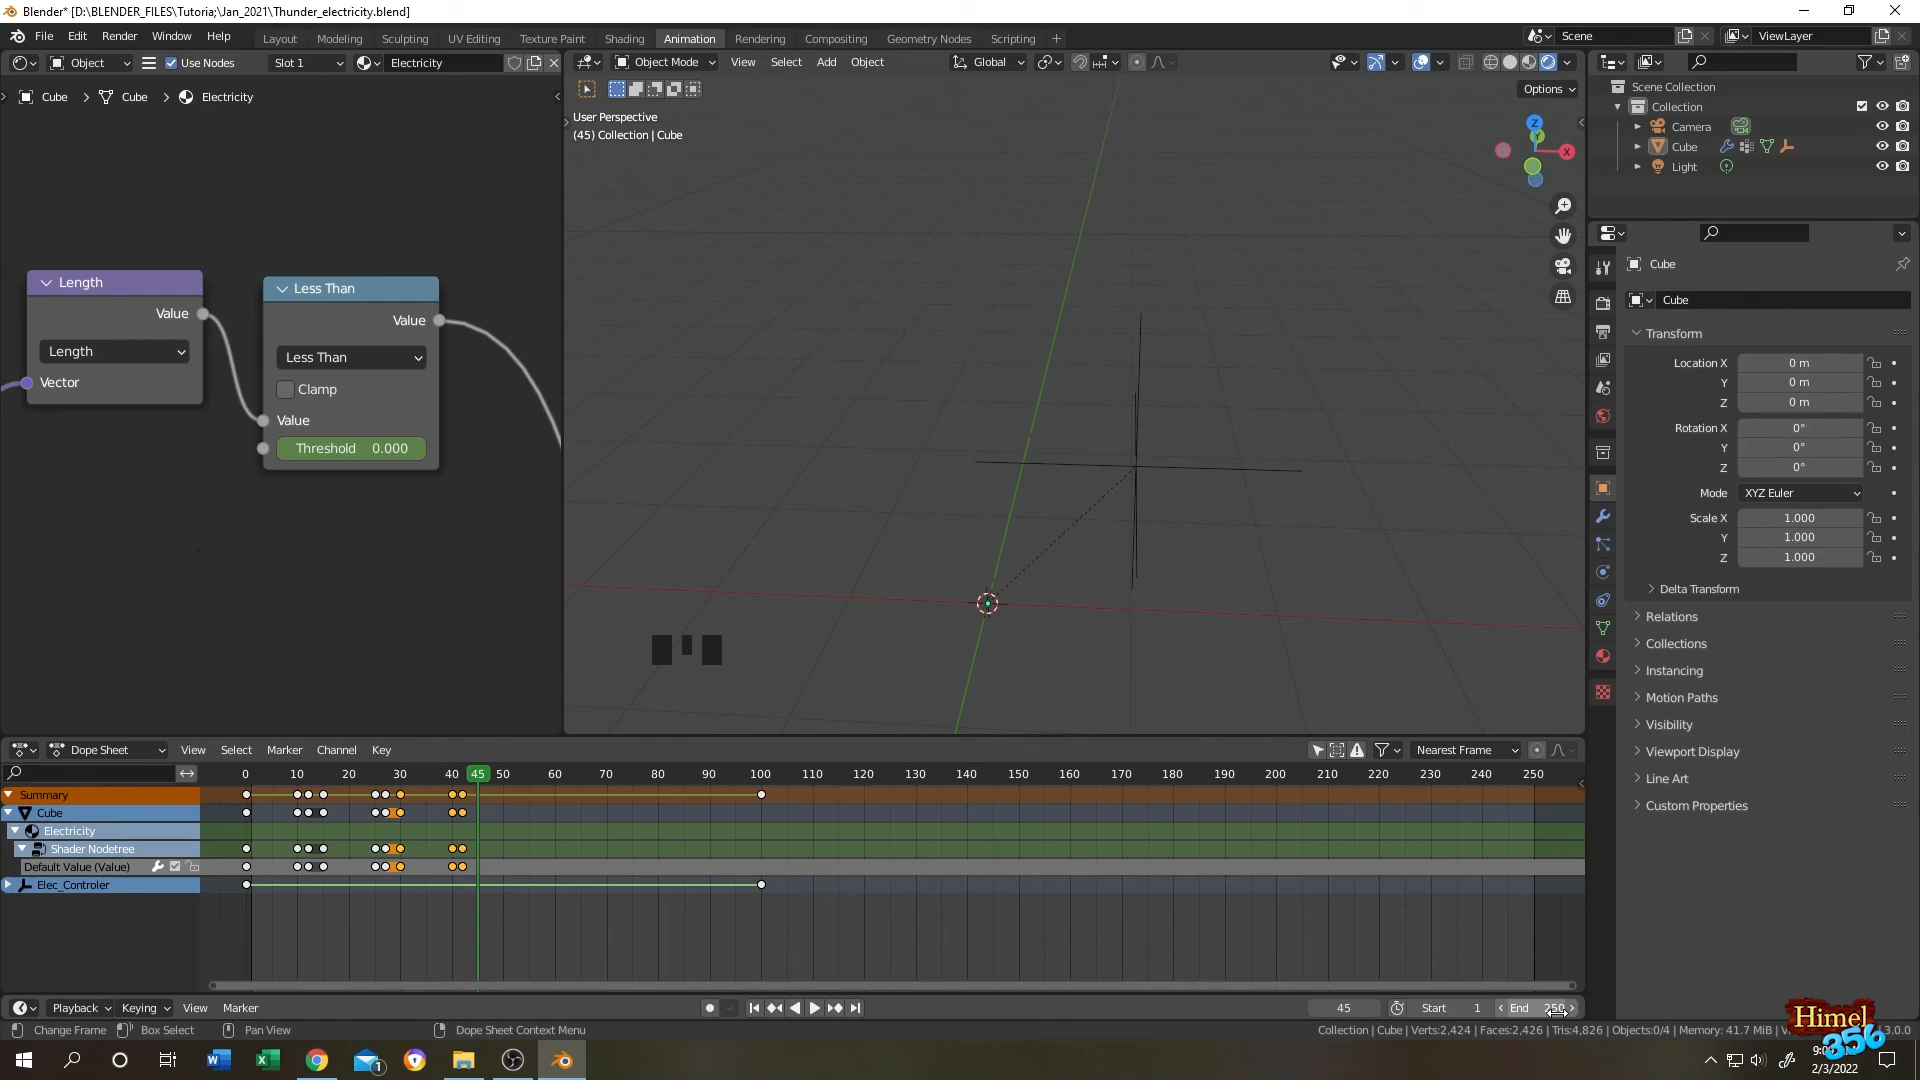 Blender* [D:\BLENDER_FILES\Tutoria;\Jan_2021\Thunder_electricity.blend]
File Edit Render Window Help Layout Modeling Sculpting UV Editing Texture Paint Shading Animation Rendering Compositing Geometry Nodes Scripting + Scene ViewLayer
Object Use Nodes Slot 1 Electricity Object Mode View Select Add Object Global
Cube > Cube > Electricity
Options
User Perspective
(45) Collection | Cube
Z
Y
X
Scene Collection
Collection
Camera
Cube
Light
Length
Value
Length
Vector
Less Than
Value
Less Than
Clamp
Value
Threshold 0.000
Cube
Cube
Transform
Location X 0 m
Y 0 m
Z 0 m
Rotation X 0°
Y 0°
Z 0°
Mode XYZ Euler
Scale X 1.000
Y 1.000
Z 1.000
Delta Transform
Relations
Collections
Instancing
Motion Paths
Visibility
Viewport Display
Line Art
Custom Properties
Dope Sheet View Select Marker Channel Key Nearest Frame
0 10 20 30 40 45 50 60 70 80 90 100 110 120 130 140 150 160 170 180 190 200 210 220 230 240 250
Summary
Cube
Electricity
Shader Nodetree
Default Value (Value)
Elec_Controler
Playback Keying View Marker 45 Start 1 End 250
Change Frame Box Select Pan View Dope Sheet Context Menu Collection | Cube | Verts:2,424 | Faces:2,426 | Tris:4,826 | Objects:0/4 | Memory: 41.7 MiB | 3.0.0
Himel
356
1
2/3/2022